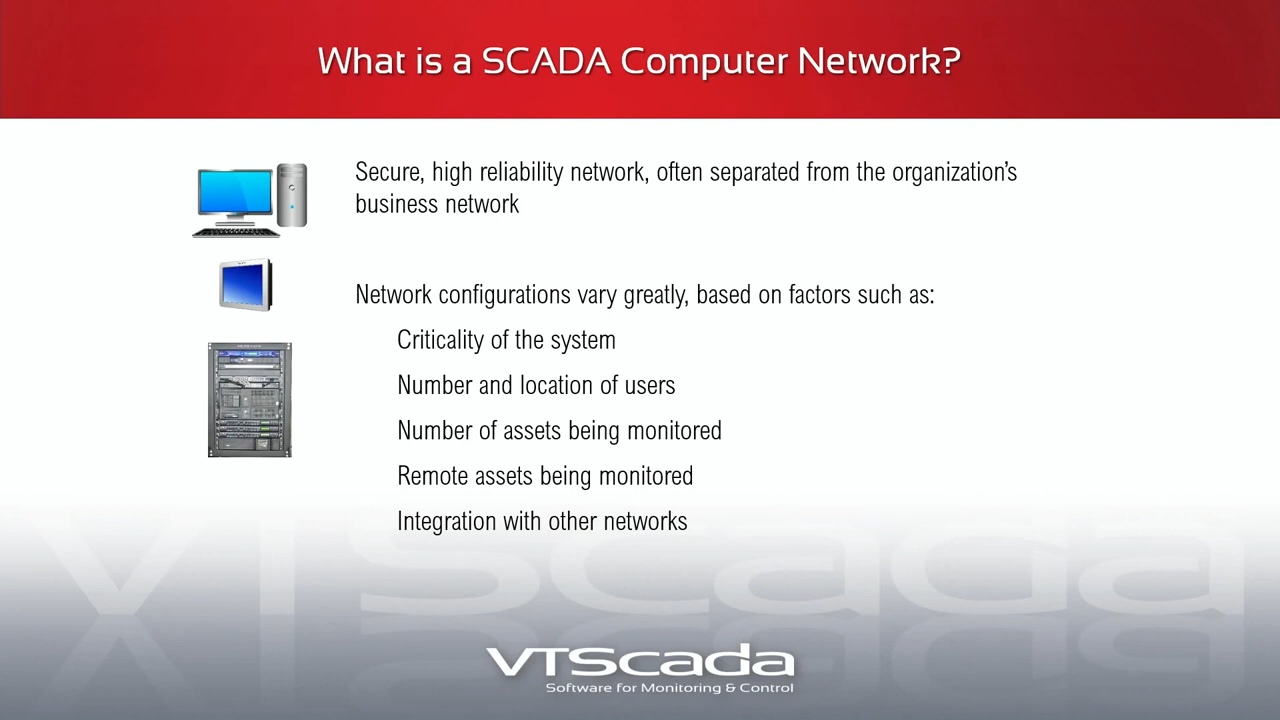 What is a SCADA Computer Network?
Secure, high reliability network, often separated from the organization's
business network
Network configurations vary greatly, based on factors such as:
Criticality of the system
Number and location of users
Number of assets being monitored
Remote assets being monitored
Integration with other networks
VTScada
VTScada
Software for Monitoring & Control